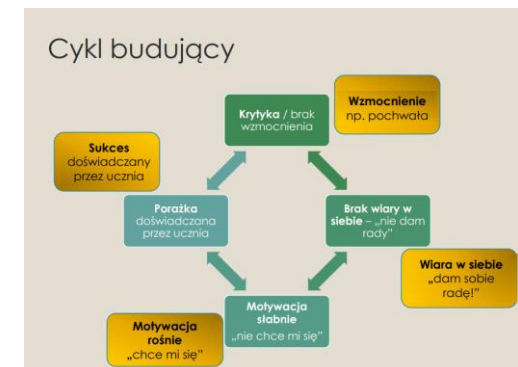 Cykl budujący
Krytyka / brak
wzmocnienia
Wzmocnienie
np. pochwała
Sukces
doświadczany
przez ucznia
Porażka
doświadczana
przez ucznia
Brak wiary w
siebie – „nie dam
rady"
Wiara w siebie
„dam sobie
radę!"
Motywacja
słabnie
„nie chce mi się"
Motywacja
rośnie
„chce mi się"